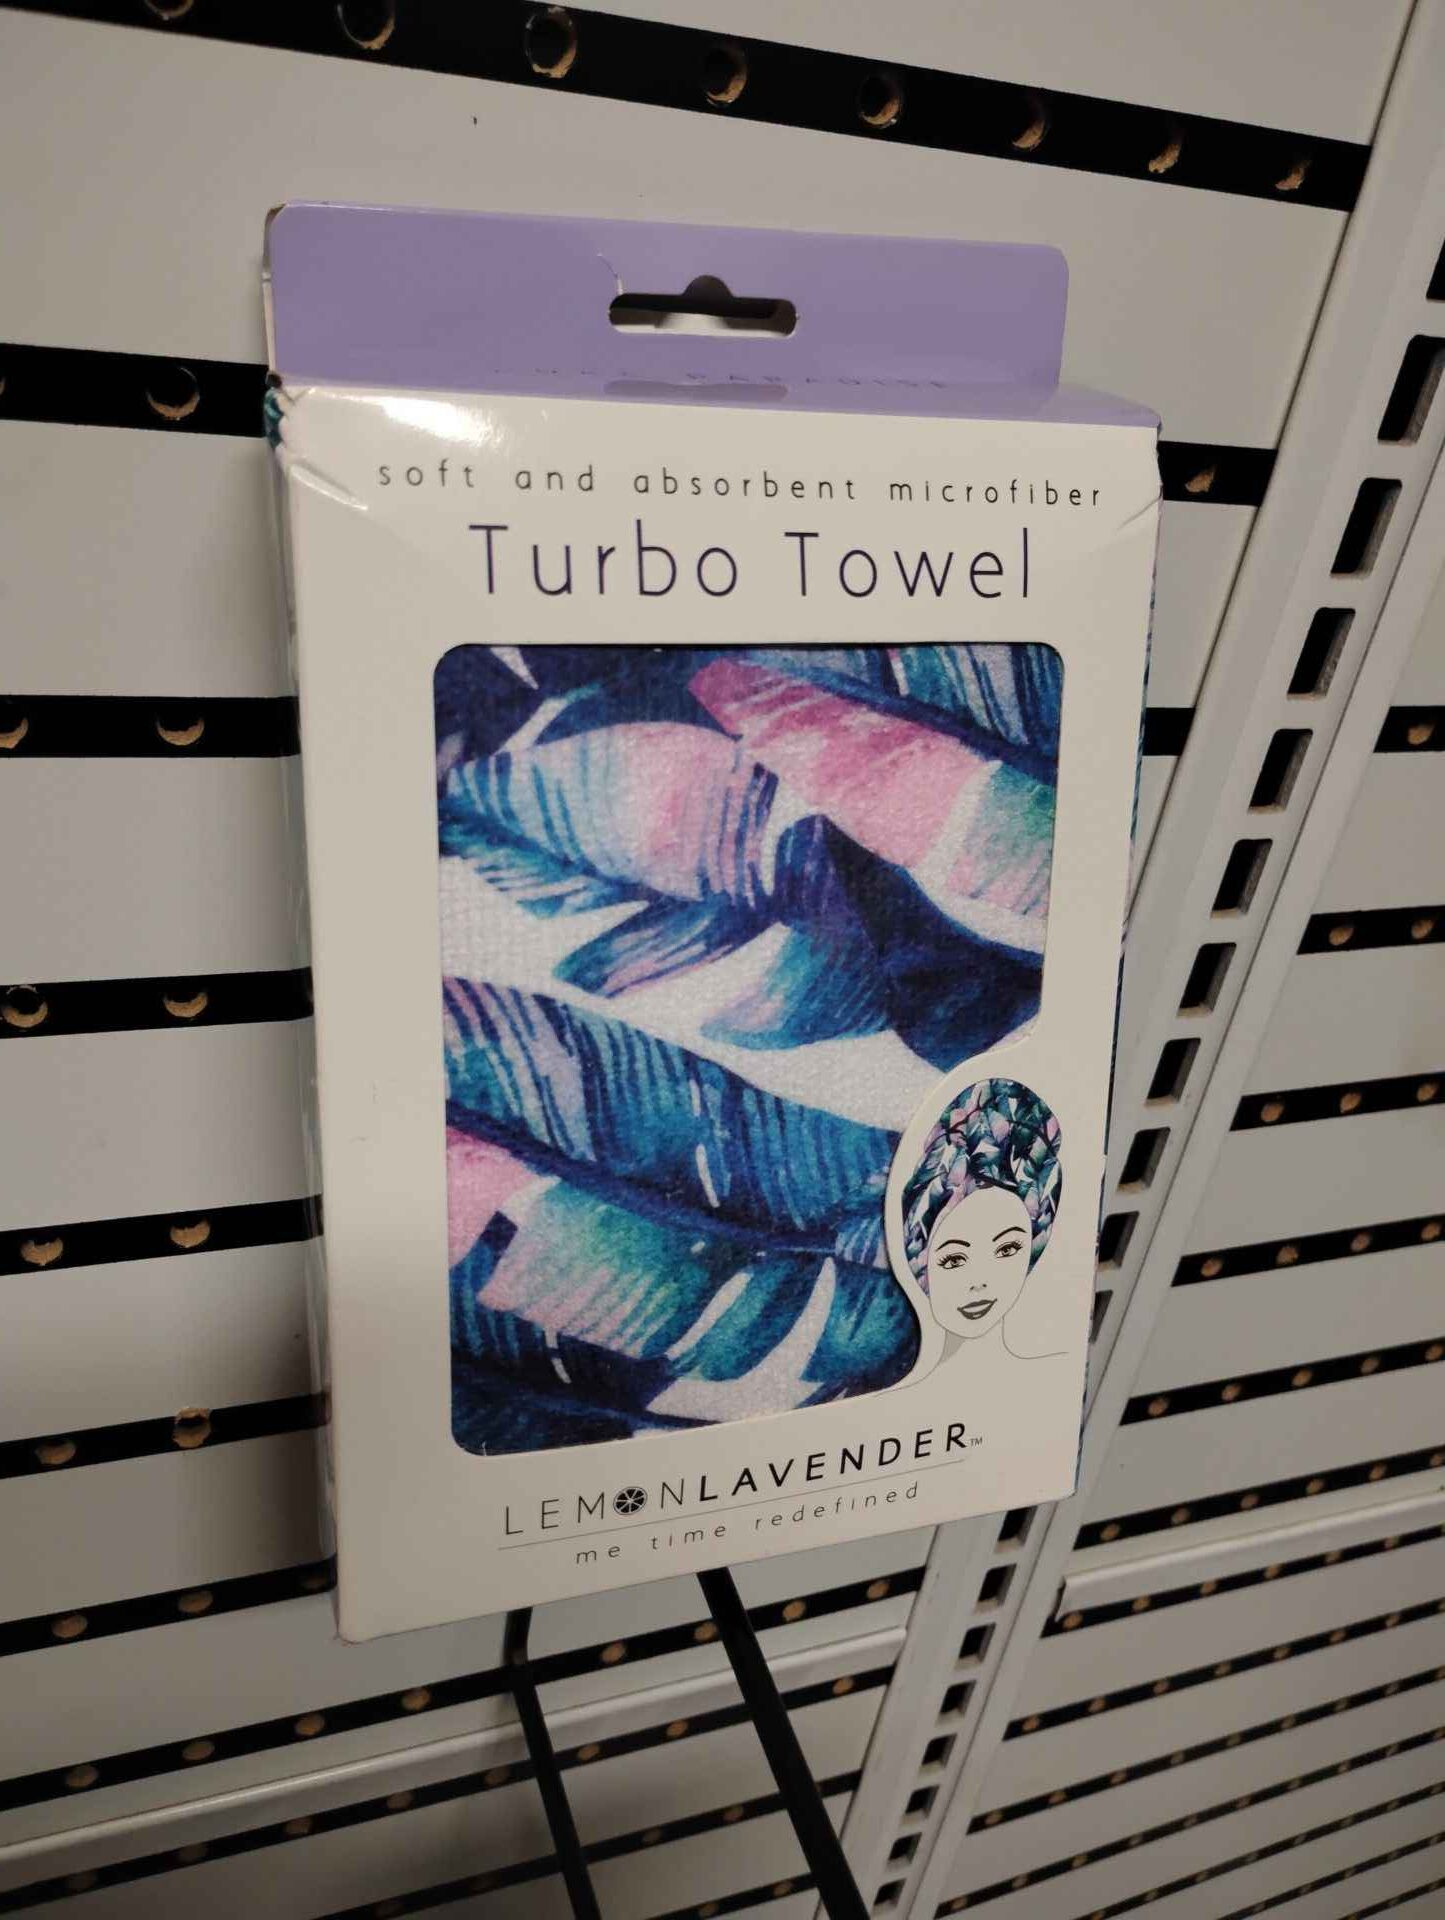 soft and absorbent microfiber
Turbo Towel
LEMONLAVENDER™
me time redefined